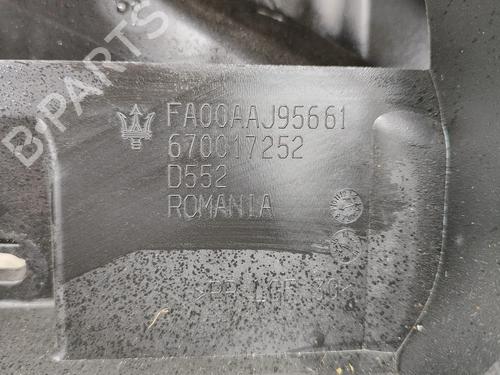 B-PARTS
FA00AAJ95661
670017252
D552
ROMANIA